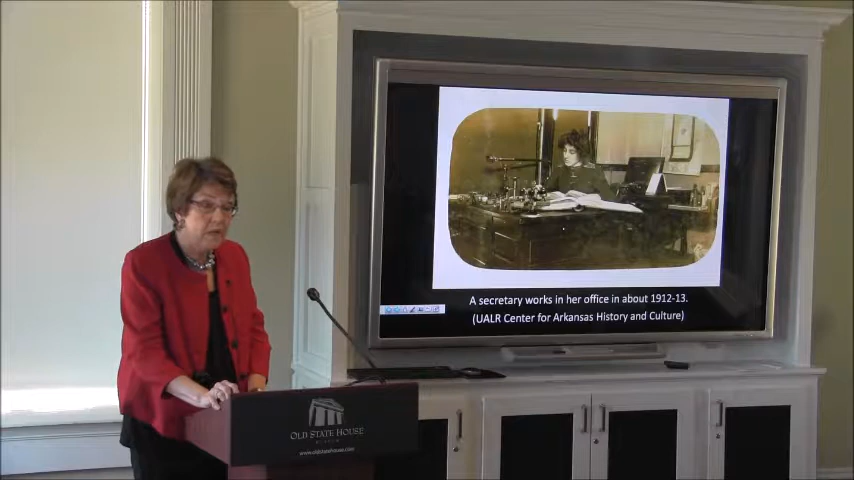 A secretary works in her office in about 1912-13.
(UALR Center for Arkansas History and Culture)
OLD STATE HOUSE
MUSEUM
www.oldstatehouse.com